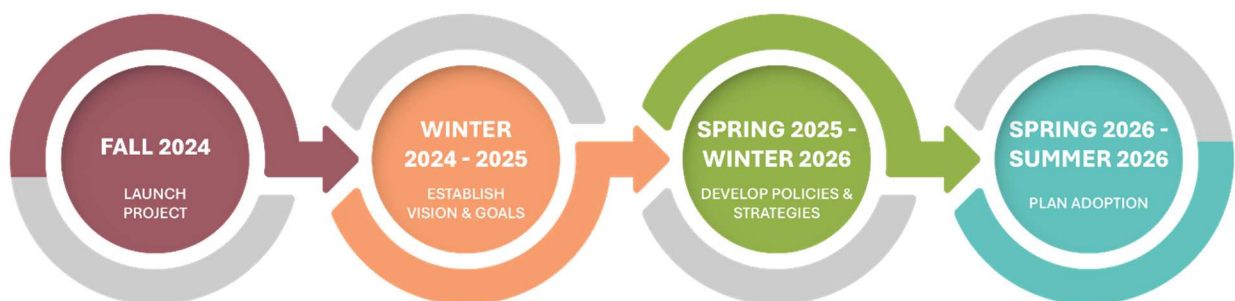 FALL 2024
LAUNCH
PROJECT
WINTER
2024 - 2025
ESTABLISH
VISION & GOALS
SPRING 2025 -
WINTER 2026
DEVELOP POLICIES &
STRATEGIES
SPRING 2026 -
SUMMER 2026
PLAN ADOPTION